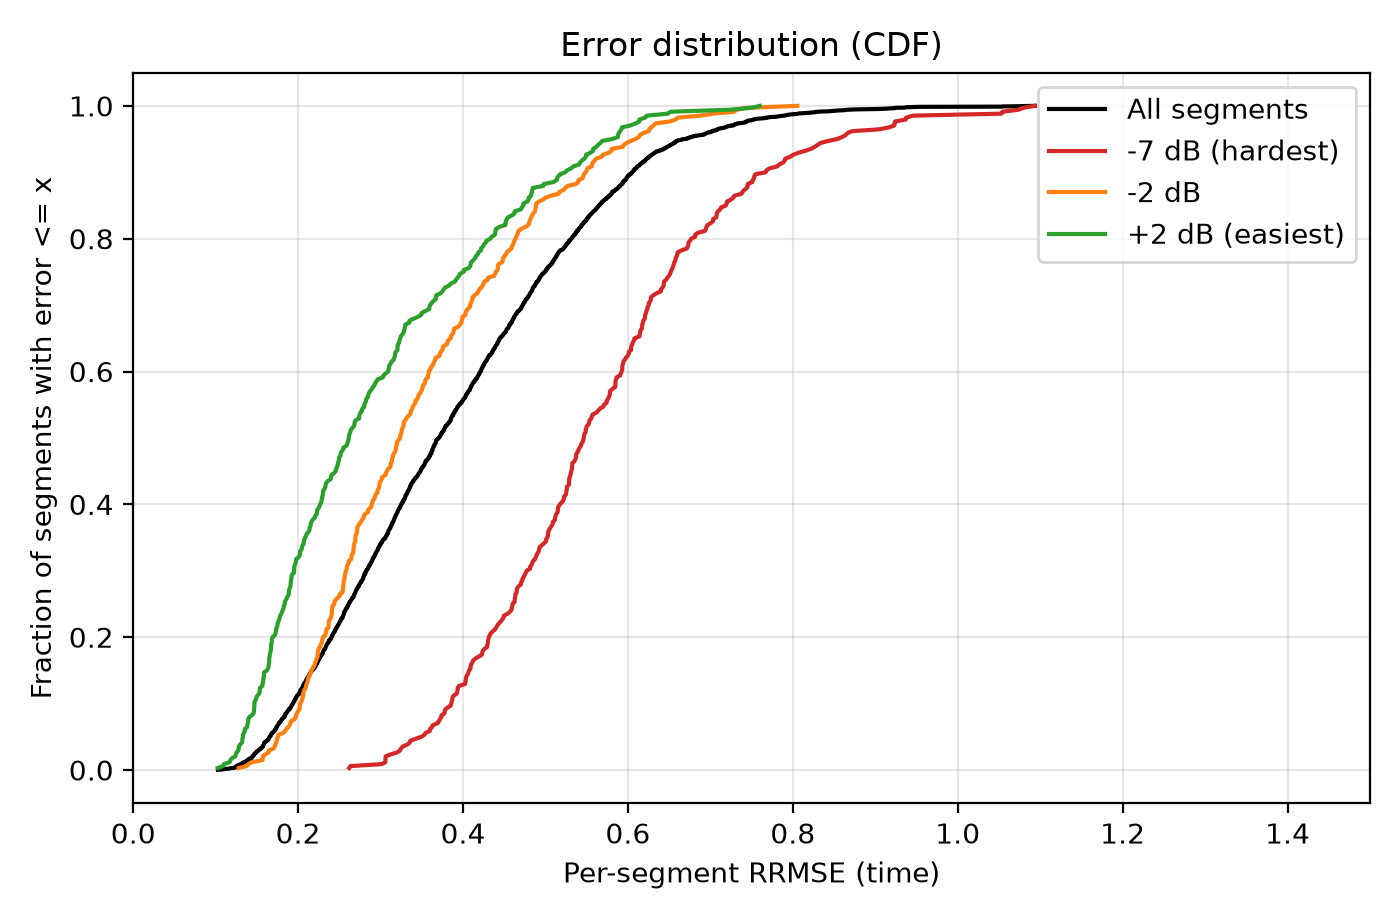 Error distribution (CDF)
Fraction of segments with error <= x
1.0
0.8
0.6
0.4
0.2
0.0
All segments
-7 dB (hardest)
-2 dB
+2 dB (easiest)
0.0 0.2 0.4 0.6 0.8 1.0 1.2 1.4
Per-segment RRMSE (time)